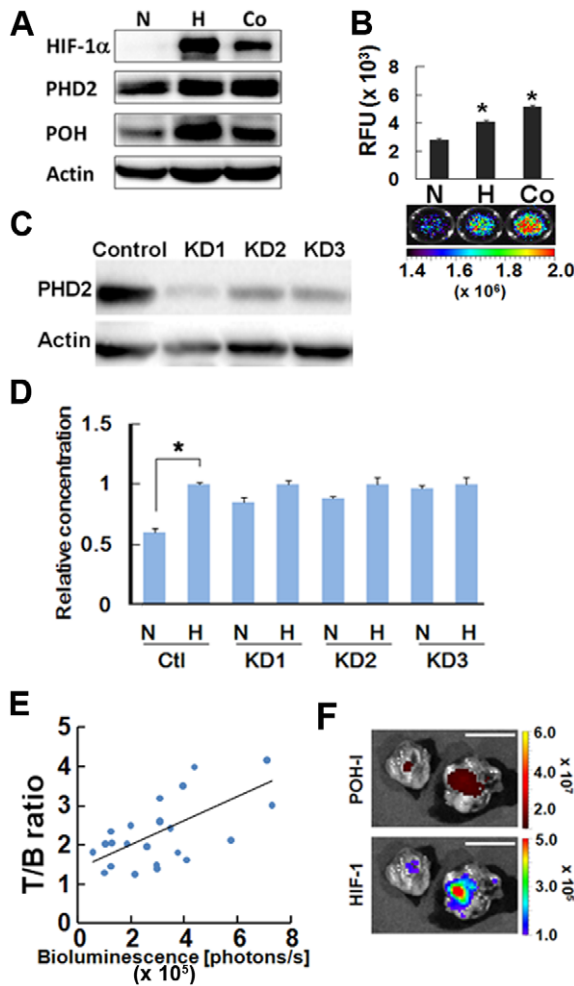 A
N H Co
HIF-1α
PHD2
POH
Actin
B
RFU (x 10³)
8
6
4
2
0
* *
N H Co
1.4 1.6 1.8 2.0
(x 10⁶)
C
Control KD1 KD2 KD3
PHD2
Actin
D
Relative concentration
1.5
1
0.5
0
*
N H N H N H N H
Ctl KD1 KD2 KD3
E
T/B ratio
5
4
3
2
1
0
0 2 4 6 8
Bioluminescence [photons/s]
(x 10⁵)
F
POH-I
6.0
4.0
2.0
x 10⁷
HIF-1
5.0
3.0
1.0
x 10⁵